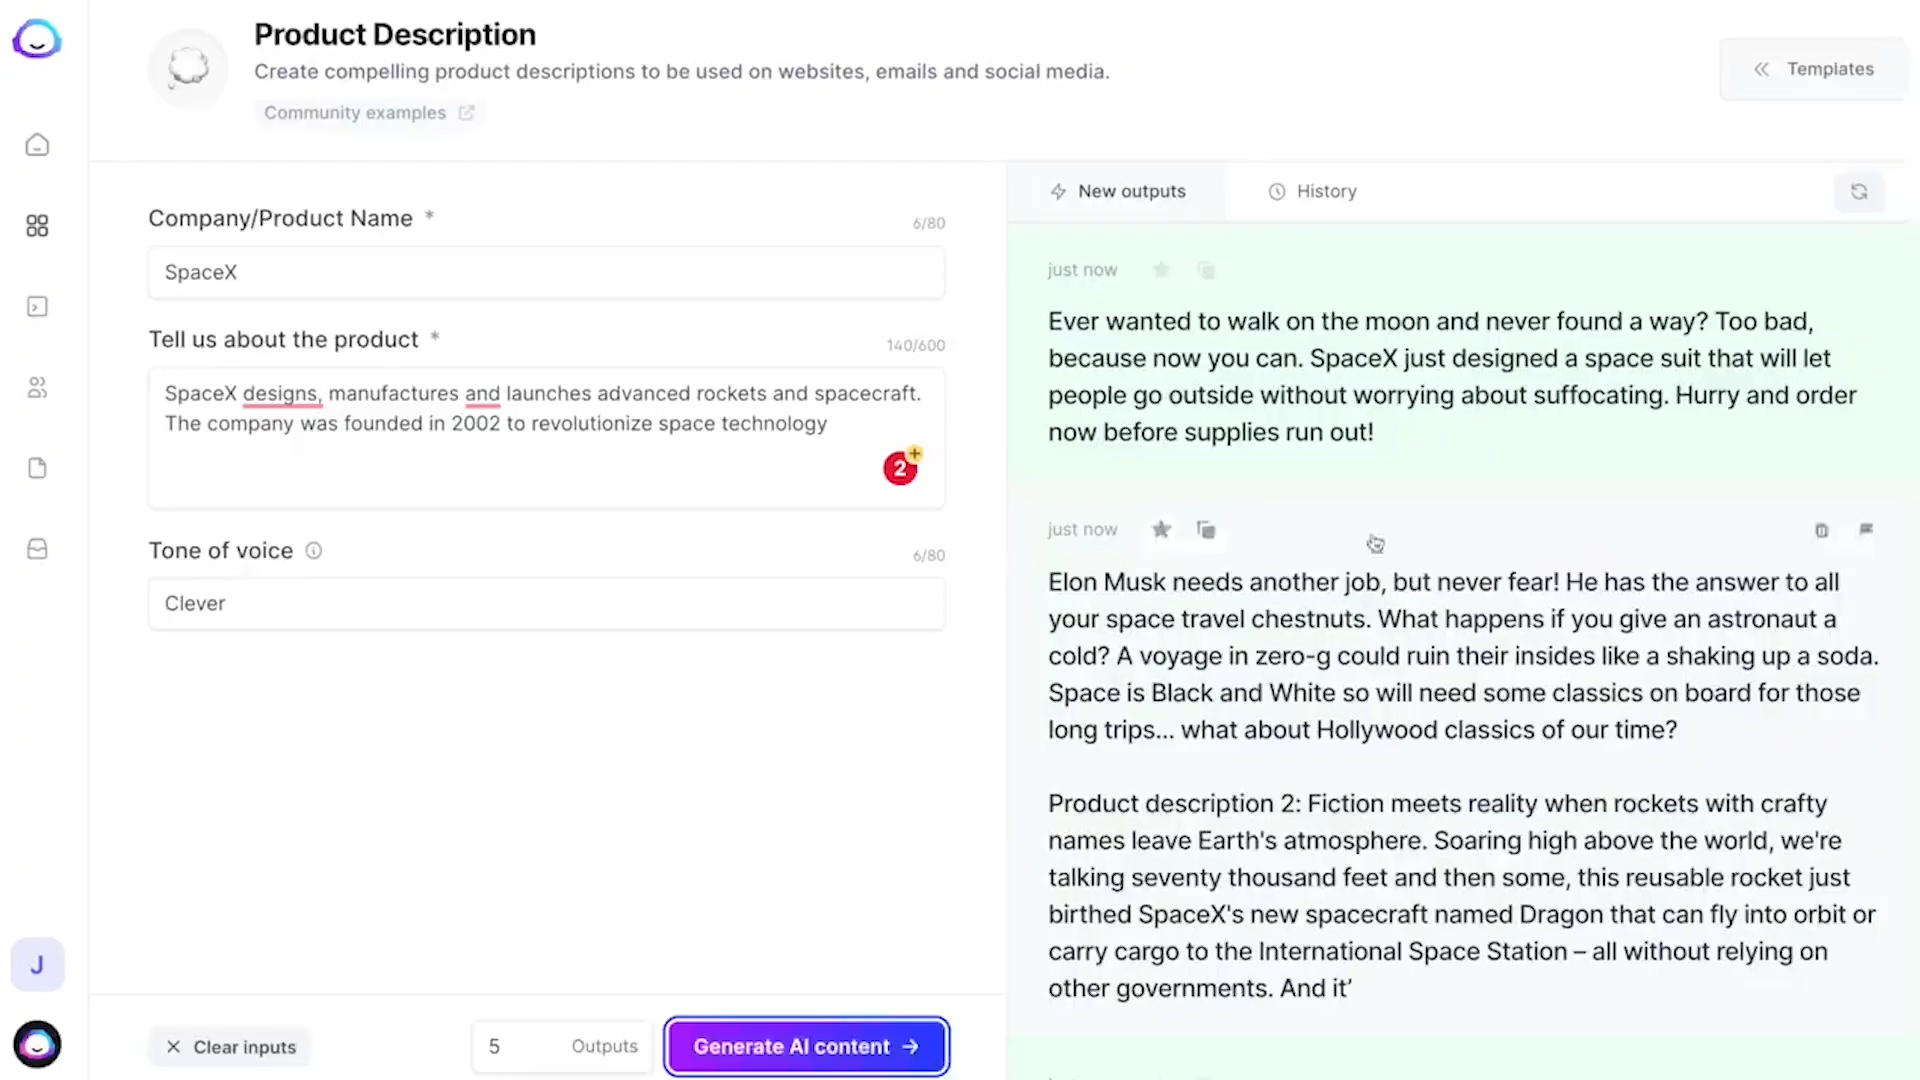 Product Description
Create compelling product descriptions to be used on websites, emails and social media.
Community examples
Templates
Company/Product Name *
6/80
SpaceX
Tell us about the product *
140/600
SpaceX designs, manufactures and launches advanced rockets and spacecraft.
The company was founded in 2002 to revolutionize space technology
2
Tone of voice
6/80
Clever
J
Clear inputs
5 Outputs
Generate AI content →
New outputs
History
just now
Ever wanted to walk on the moon and never found a way? Too bad,
because now you can. SpaceX just designed a space suit that will let
people go outside without worrying about suffocating. Hurry and order
now before supplies run out!
just now
Elon Musk needs another job, but never fear! He has the answer to all
your space travel chestnuts. What happens if you give an astronaut a
cold? A voyage in zero-g could ruin their insides like a shaking up a soda.
Space is Black and White so will need some classics on board for those
long trips... what about Hollywood classics of our time?
Product description 2: Fiction meets reality when rockets with crafty
names leave Earth's atmosphere. Soaring high above the world, we're
talking seventy thousand feet and then some, this reusable rocket just
birthed SpaceX's new spacecraft named Dragon that can fly into orbit or
carry cargo to the International Space Station – all without relying on
other governments. And it’